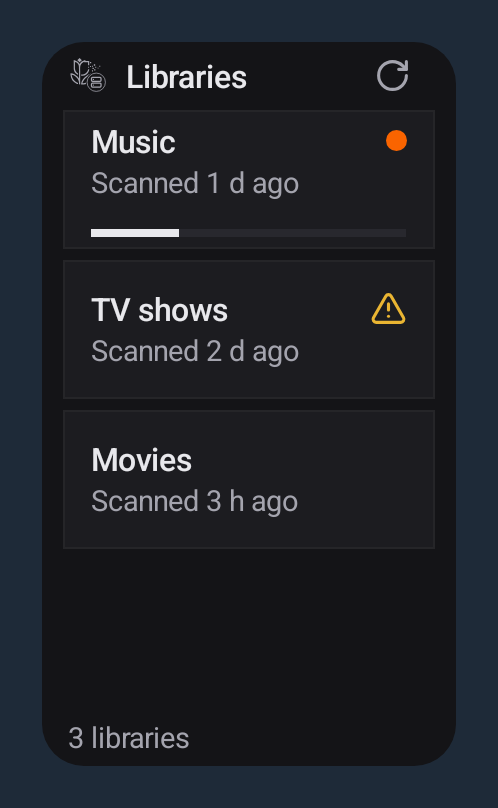 Libraries
Music
Scanned 1 d ago
TV shows
Scanned 2 d ago
Movies
Scanned 3 h ago
3 libraries